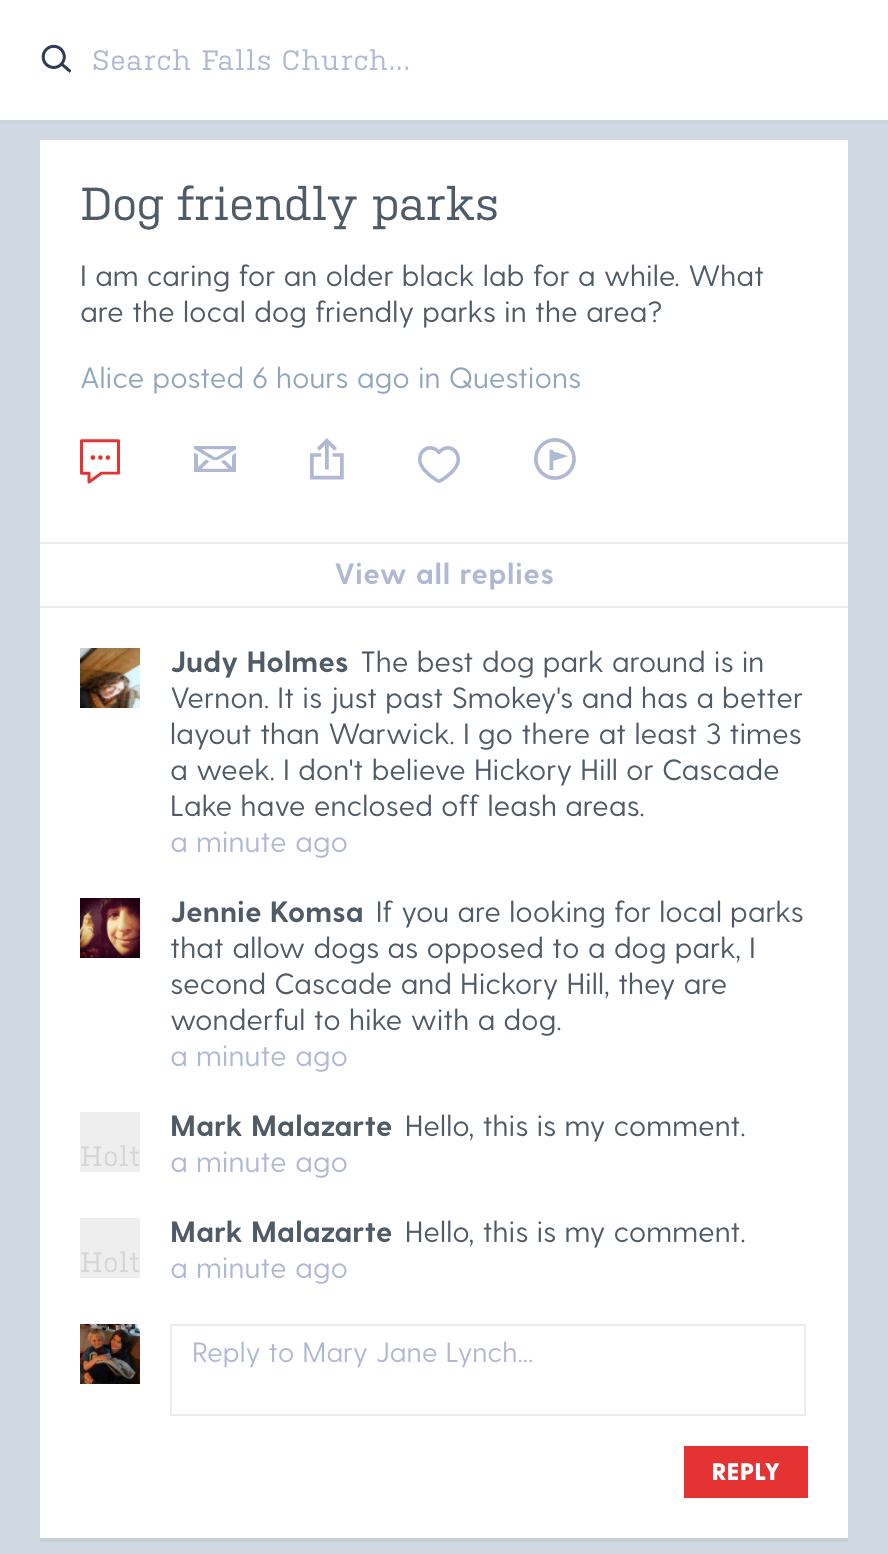 Search Falls Church...
Dog friendly parks
I am caring for an older black lab for a while. What
are the local dog friendly parks in the area?
Alice posted 6 hours ago in Questions
View all replies
Judy Holmes The best dog park around is in
Vernon. It is just past Smokey's and has a better
layout than Warwick. I go there at least 3 times
a week. I don't believe Hickory Hill or Cascade
Lake have enclosed off leash areas.
a minute ago
Jennie Komsa If you are looking for local parks
that allow dogs as opposed to a dog park, I
second Cascade and Hickory Hill, they are
wonderful to hike with a dog.
a minute ago
Holt
Mark Malazarte Hello, this is my comment.
a minute ago
Holt
Mark Malazarte Hello, this is my comment.
a minute ago
Reply to Mary Jane Lynch...
REPLY